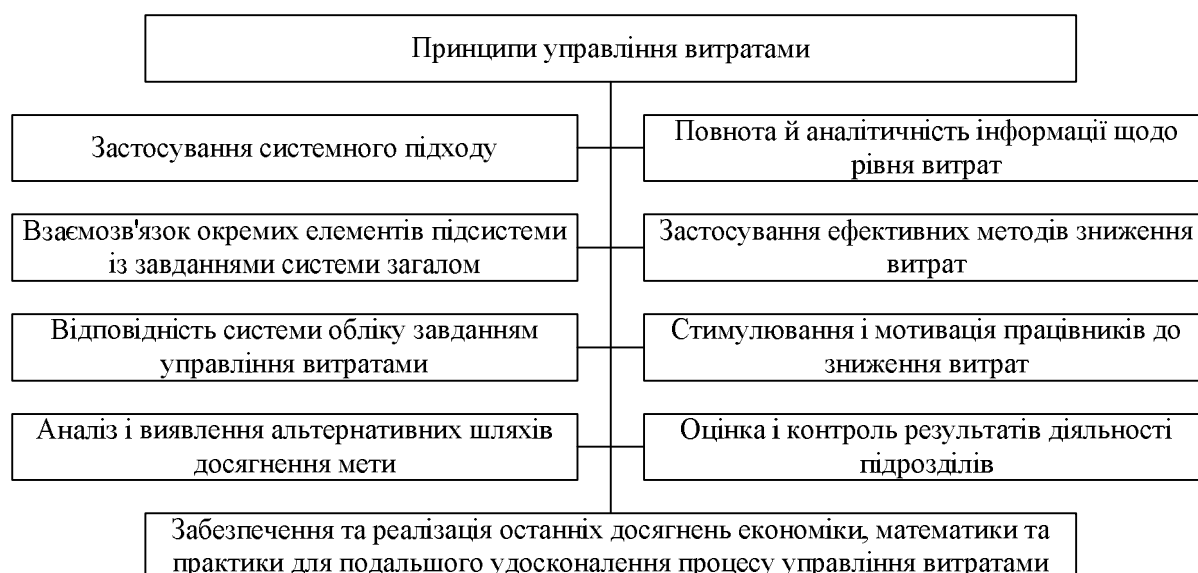 Принципи управління витратами
Застосування системного підходу
Повнота й аналітичність інформації щодо
рівня витрат
Взаємозв'язок окремих елементів підсистеми
із завданнями системи загалом
Застосування ефективних методів зниження
витрат
Відповідність системи обліку завданням
управління витратами
Стимулювання і мотивація працівників до
зниження витрат
Аналіз і виявлення альтернативних шляхів
досягнення мети
Оцінка і контроль результатів діяльності
підрозділів
Забезпечення та реалізація останніх досягнень економіки, математики та
практики для подальшого удосконалення процесу управління витратами